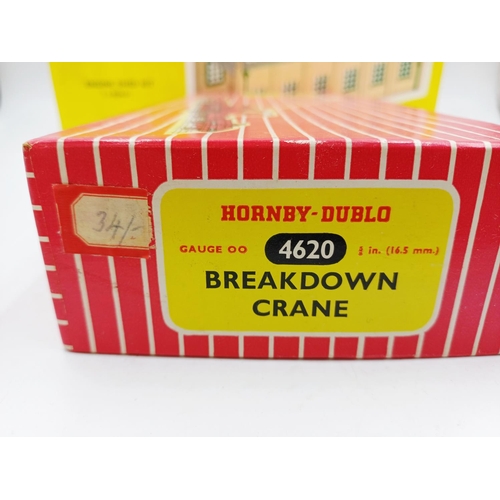 34/-
HORNBY-DUBLO
GAUGE OO 4620 ⅝ in. (16.5 mm.)
BREAKDOWN
CRANE